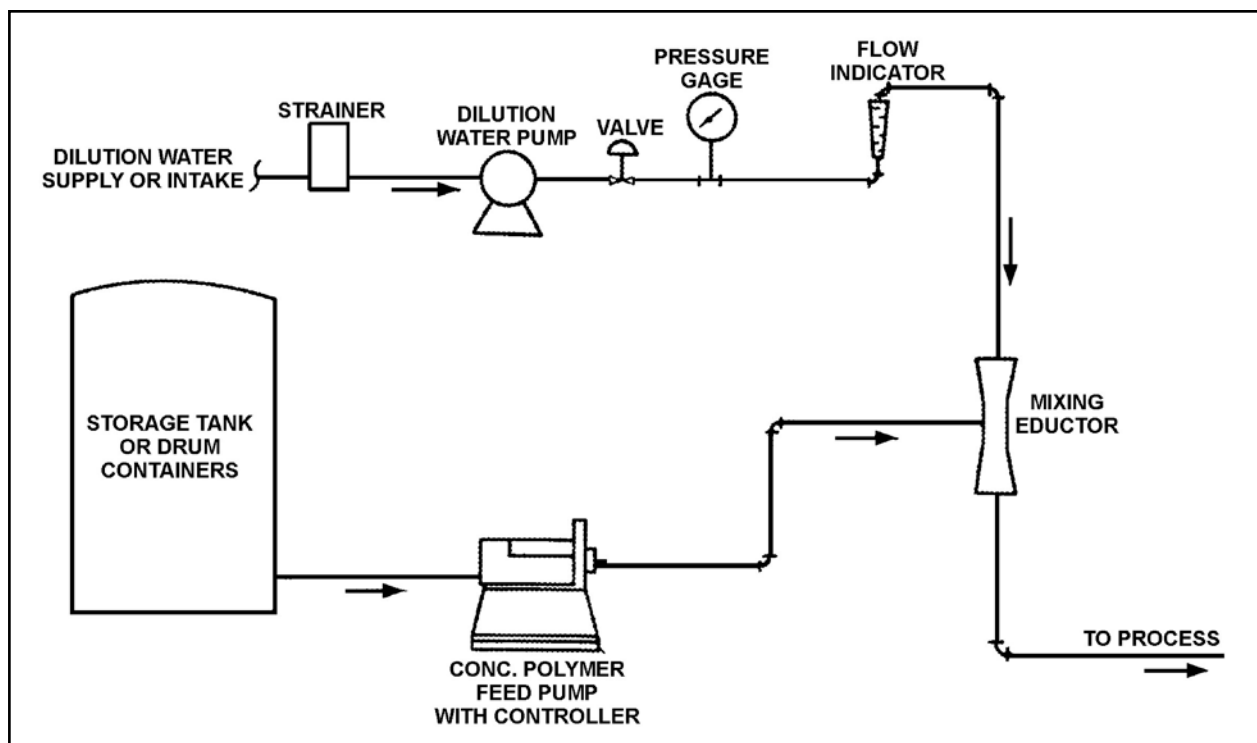 FLOW
INDICATOR
PRESSURE
GAGE
STRAINER
DILUTION
WATER PUMP
VALVE
DILUTION WATER
SUPPLY OR INTAKE
STORAGE TANK
OR DRUM
CONTAINERS
MIXING
EDUCTOR
CONC. POLYMER
FEED PUMP
WITH CONTROLLER
TO PROCESS